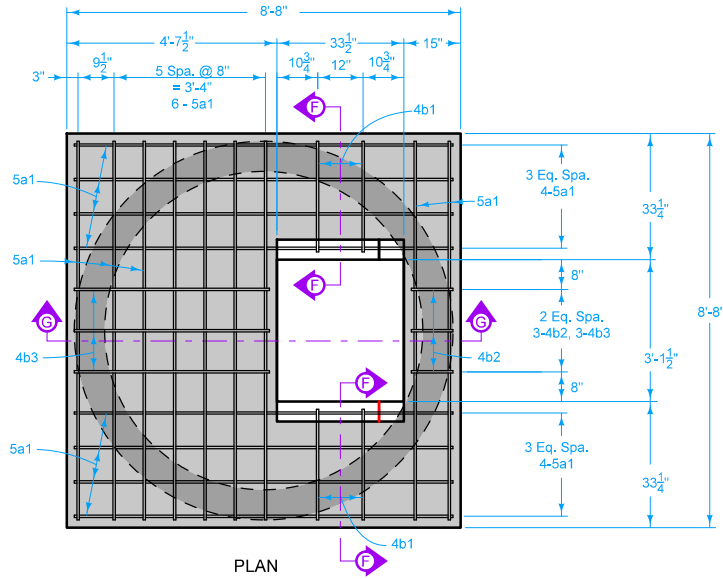 8'-8"
4'-7½"
33½"
15"
3"
9½"
5 Spa. @ 8"
= 3'-4"
6 - 5a1
10¾"
12"
10¾"
F
4b1
5a1
5a1
3 Eq. Spa.
4-5a1
33¼"
5a1
F
8"
G
G
2 Eq. Spa.
3-4b2, 3-4b3
8'-8"
3'-1½"
4b3
4b2
F
8"
5a1
3 Eq. Spa.
4-5a1
33¼"
4b1
F
PLAN